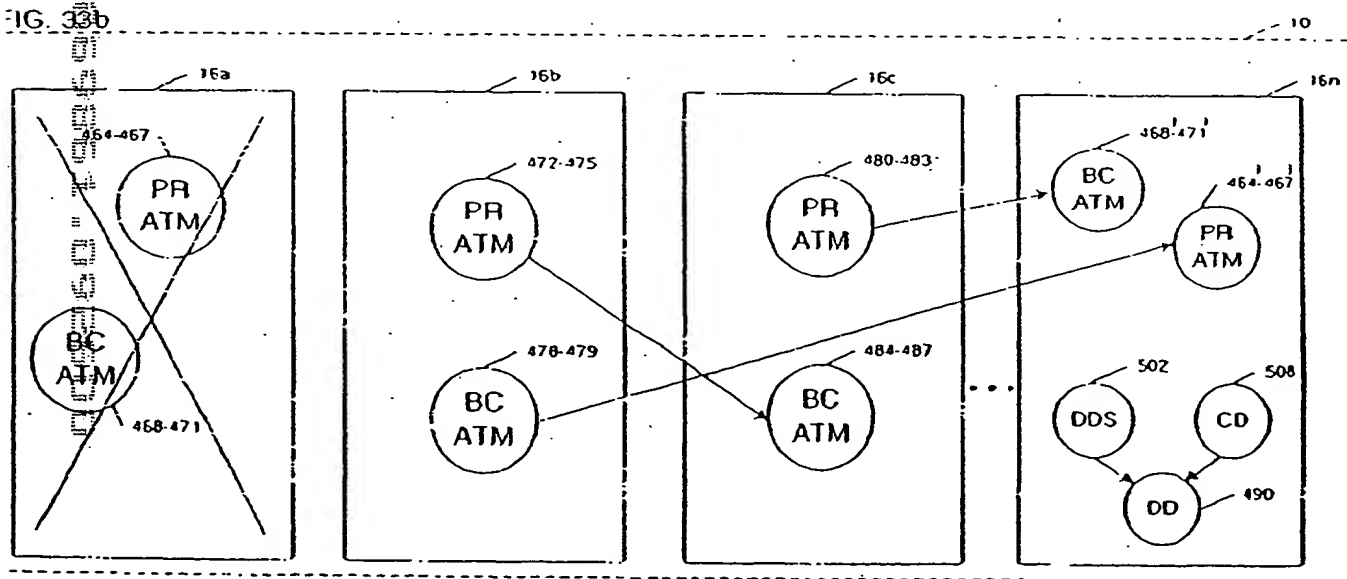 FIG. 33b
10
16a
16b
16c
16n
464-467
PR
ATM
BC
ATM
468-471
472-475
PR
ATM
478-479
BC
ATM
480-483
PR
ATM
484-487
BC
ATM
468'-471'
BC
ATM
464'-467'
PR
ATM
502
DDS
508
CD
DD
490